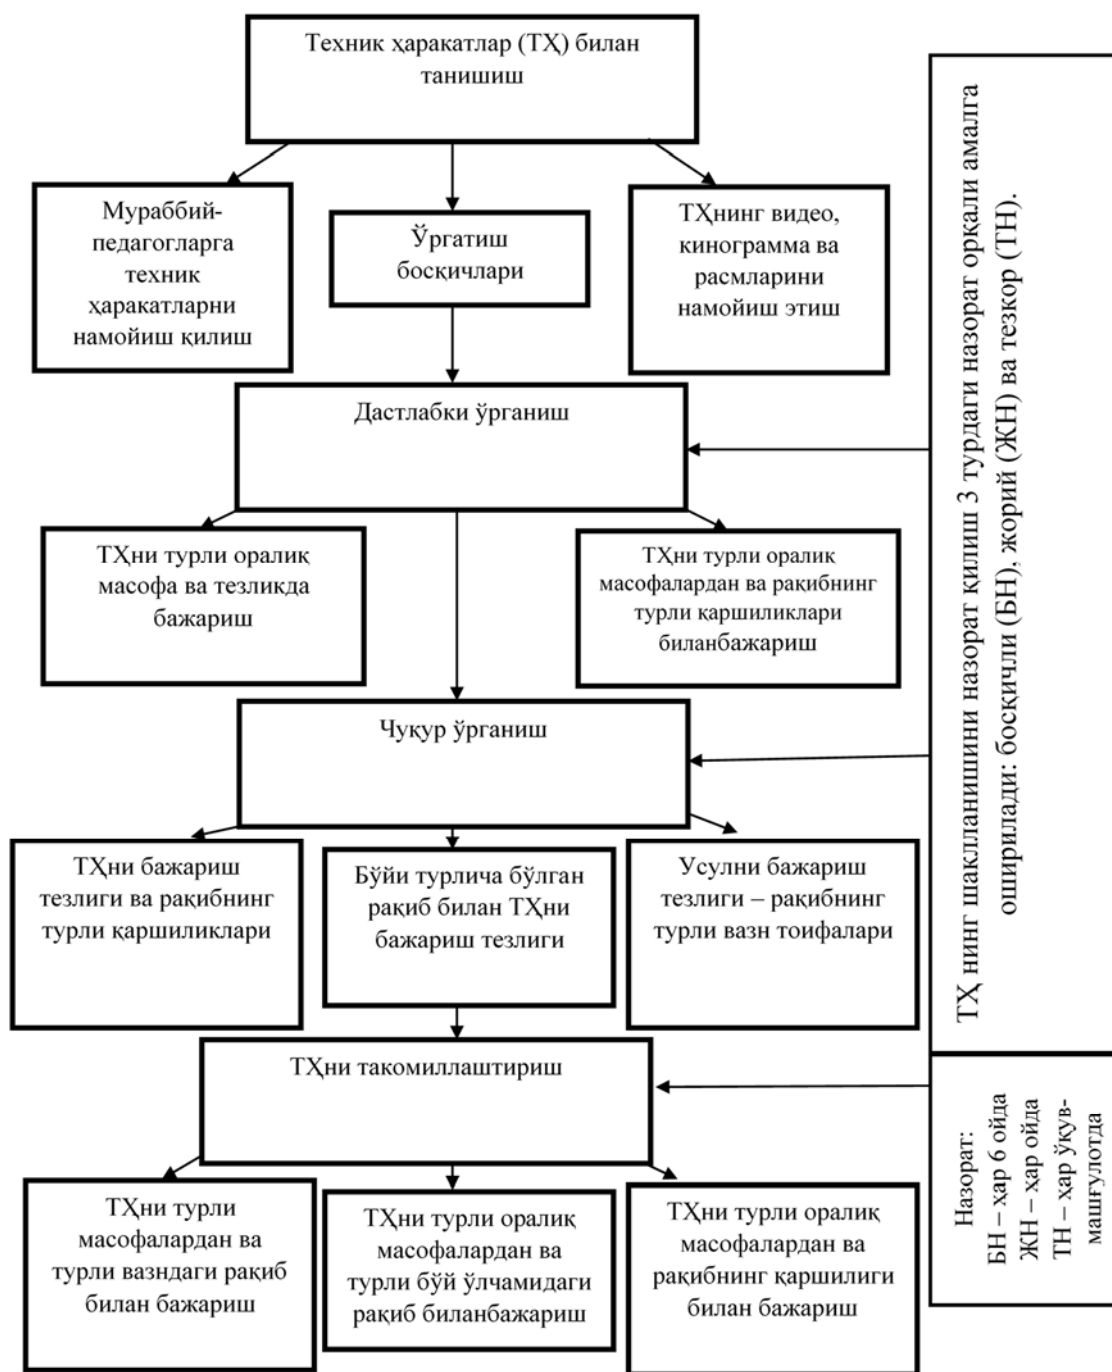 Техник ҳаракатлар (ТҲ) билан
танишиш
Мураббий-
педагогларга
техник
ҳаракатларни
намойиш қилиш
Ўргатиш
босқичлари
ТҲнинг видео,
кинограмма ва
расмларини
намойиш этиш
Дастлабки ўрганиш
ТҲни турли оралиқ
масофа ва тезликда
бажариш
ТҲни турли оралиқ
масофалардан ва рақибнинг
турли қаршиликлари
биланбажариш
Чуқур ўрганиш
ТҲни бажариш
тезлиги ва рақибнинг
турли қаршиликлари
Бўйи турлича бўлган
рақиб билан ТҲни
бажариш тезлиги
Усулни бажариш
тезлиги – рақибнинг
турли вазн тоифалари
ТҲни такомиллаштириш
ТҲни турли
масофалардан ва
турли вазндаги рақиб
билан бажариш
ТҲни турли оралиқ
масофалардан ва
турли бўй ўлчамидаги
рақиб биланбажариш
ТҲни турли оралиқ
масофалардан ва
рақибнинг қаршилиги
билан бажариш
ТҲ нинг шаклланишини назорат қилиш 3 турдаги назорат орқали амалга
оширилади: босқичли (БН), жорий (ЖН) ва тезкор (ТН).
Назорат:
БН – ҳар 6 ойда
ЖН – ҳар ойда
ТН – ҳар ўқув-
машғулотда